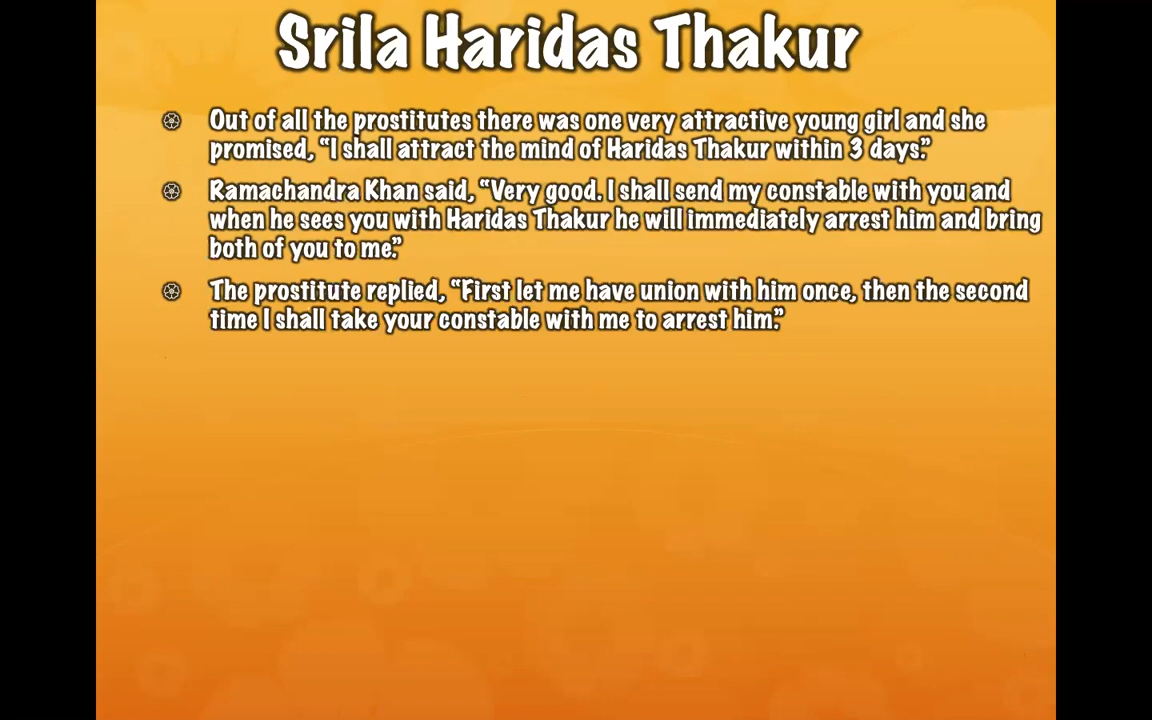 Srila Haridas Thakur
Out of all the prostitutes there was one very attractive young girl and she
promised, “I shall attract the mind of Haridas Thakur within 3 days.”
Ramachandra Khan said, “Very good. I shall send my constable with you and
when he sees you with Haridas Thakur he will immediately arrest him and bring
both of you to me.”
The prostitute replied, “First let me have union with him once, then the second
time I shall take your constable with me to arrest him.”